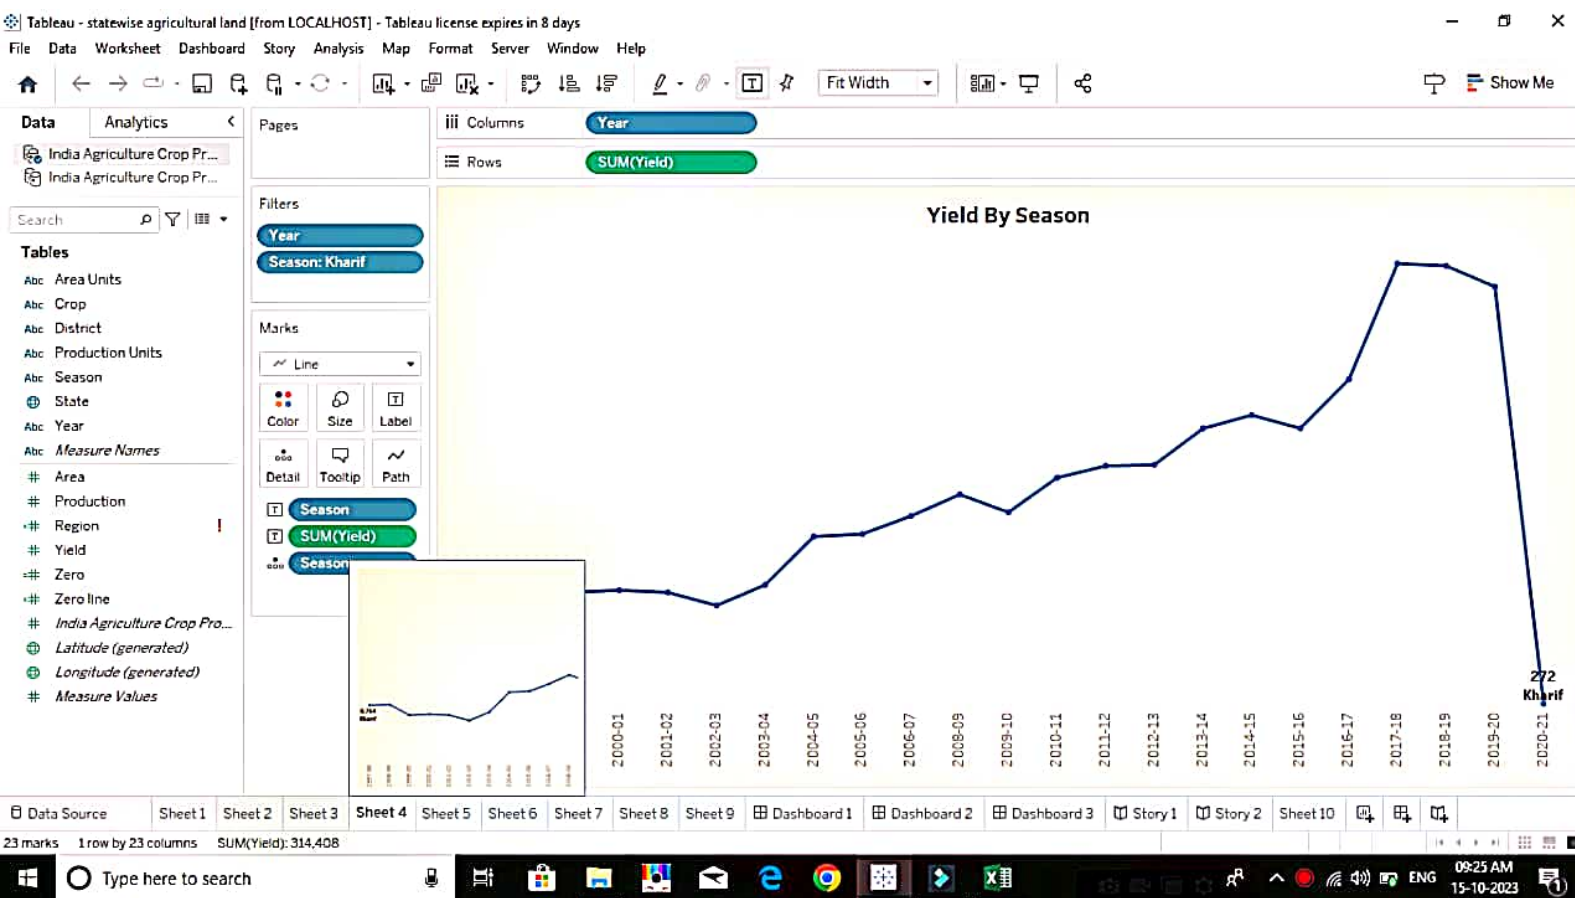 Tableau - statewise agricultural land [from LOCALHOST] - Tableau license expires in 8 days
File Data Worksheet Dashboard Story Analysis Map Format Server Window Help
Fit Width
Show Me
Data Analytics
India Agriculture Crop Pr...
India Agriculture Crop Pr...
Search
Tables
Abc Area Units
Abc Crop
Abc District
Abc Production Units
Abc Season
State
Abc Year
Abc Measure Names
# Area
# Production
# Region !
# Yield
=# Zero
# Zero line
# India Agriculture Crop Pro...
Latitude (generated)
Longitude (generated)
# Measure Values
Pages
Filters
Year
Season: Kharif
Marks
Line
Color Size Label
Detail Tooltip Path
Season
SUM(Yield)
Season
Columns Year
Rows SUM(Yield)
Yield By Season
272
Kharif
2000-01
2001-02
2002-03
2003-04
2004-05
2005-06
2006-07
2008-09
2009-10
2010-11
2011-12
2012-13
2013-14
2014-15
2015-16
2016-17
2017-18
2018-19
2019-20
2020-21
Data Source Sheet 1 Sheet 2 Sheet 3 Sheet 4 Sheet 5 Sheet 6 Sheet 7 Sheet 8 Sheet 9 Dashboard 1 Dashboard 2 Dashboard 3 Story 1 Story 2 Sheet 10
23 marks 1 row by 23 columns SUM(Yield): 314,408
Type here to search
ENG
09:25 AM
15-10-2023
1